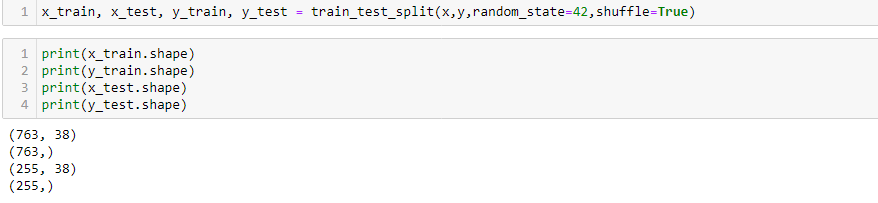 1 x_train, x_test, y_train, y_test = train_test_split(x,y,random_state=42,shuffle=True)
1 print(x_train.shape)
2 print(y_train.shape)
3 print(x_test.shape)
4 print(y_test.shape)
(763, 38)
(763,)
(255, 38)
(255,)